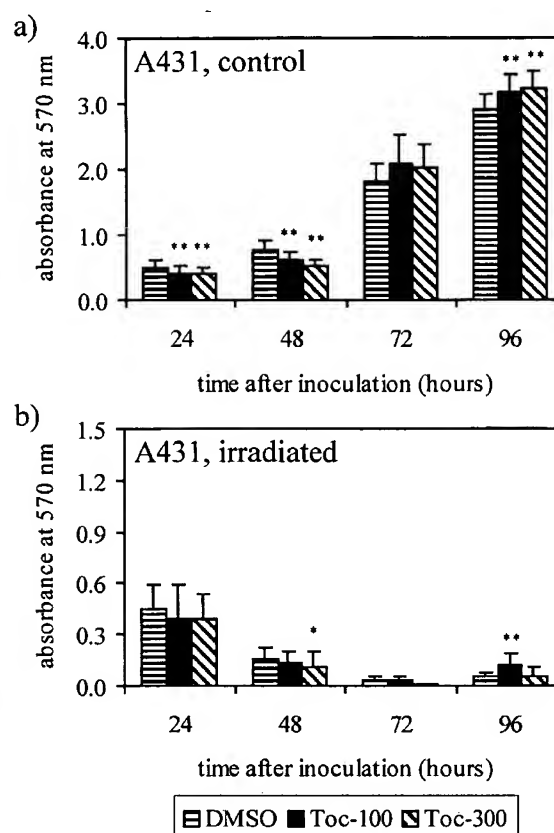 a)
A431, control
absorbance at 570 nm
4.0
3.0
2.0
1.0
0.0
** **
** **
** **
24 48 72 96
time after inoculation (hours)
b)
A431, irradiated
absorbance at 570 nm
1.5
1.2
0.9
0.6
0.3
0.0
*
**
24 48 72 96
time after inoculation (hours)
DMSO Toc-100 Toc-300